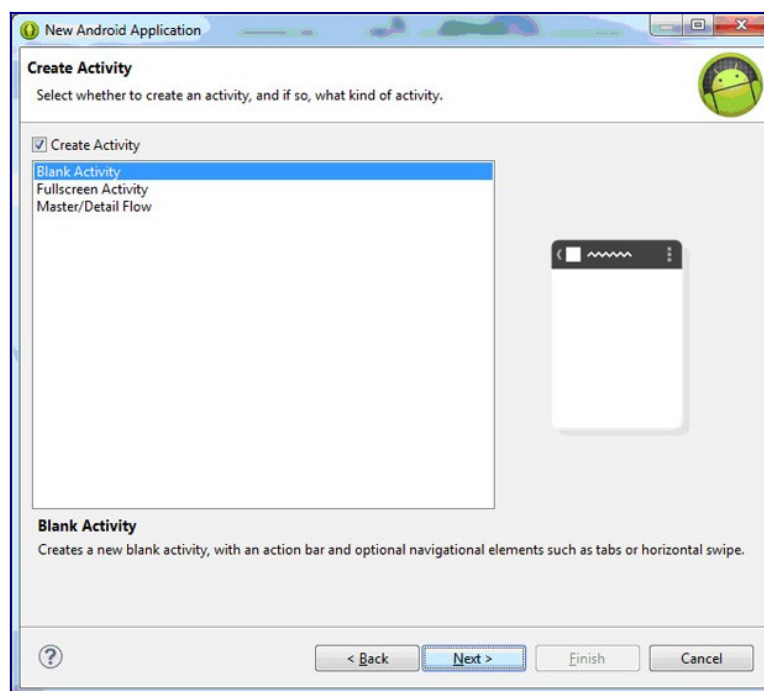 New Android Application
Create Activity
Select whether to create an activity, and if so, what kind of activity.
Create Activity
Blank Activity
Fullscreen Activity
Master/Detail Flow
Blank Activity
Creates a new blank activity, with an action bar and optional navigational elements such as tabs or horizontal swipe.
< Back Next > Finish Cancel